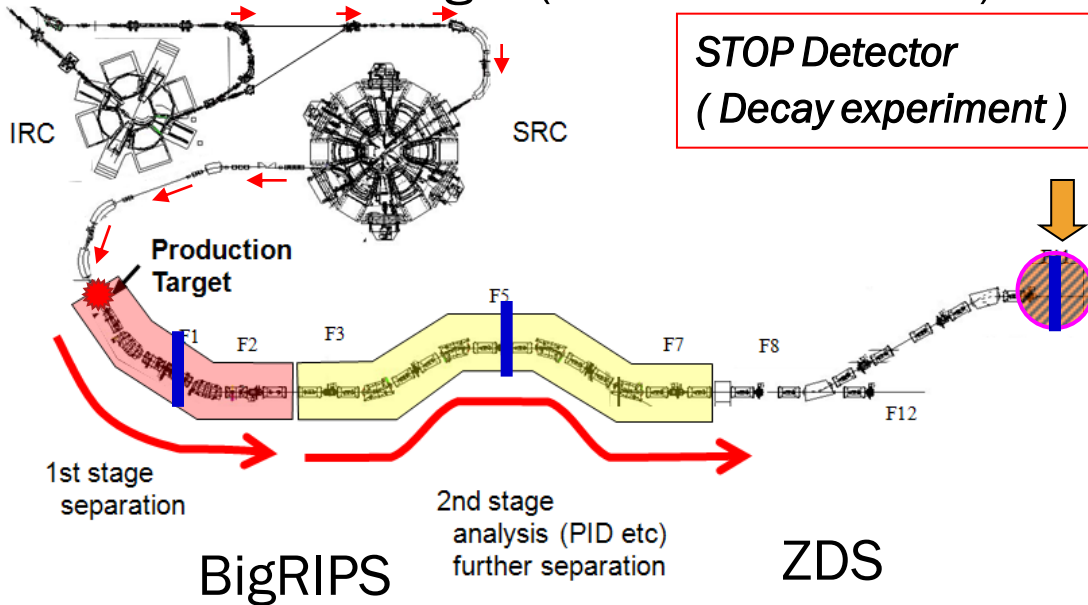 STOP Detector
( Decay experiment )
IRC
SRC
Production
Target
F1
F2
F3
F5
F7
F8
F12
1st stage
separation
2nd stage
analysis (PID etc)
further separation
BigRIPS
ZDS